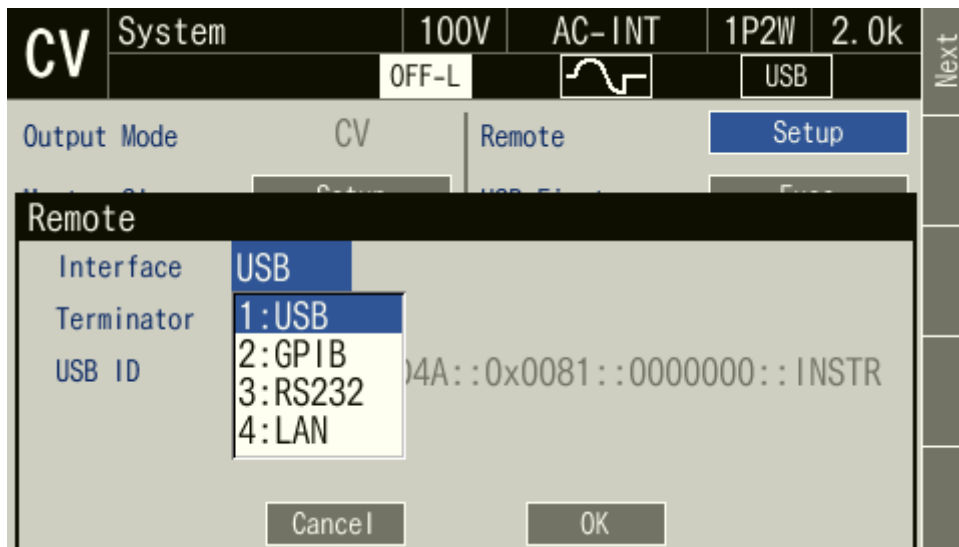 CV System 100V AC-INT 1P2W 2.0k
OFF-L USB
Next
Output Mode CV Remote Setup
Remote
Interface USB
Terminator 1:USB
2:GPIB
USB ID 04A::0x0081::0000000::INSTR
3:RS232
4:LAN
Cancel OK